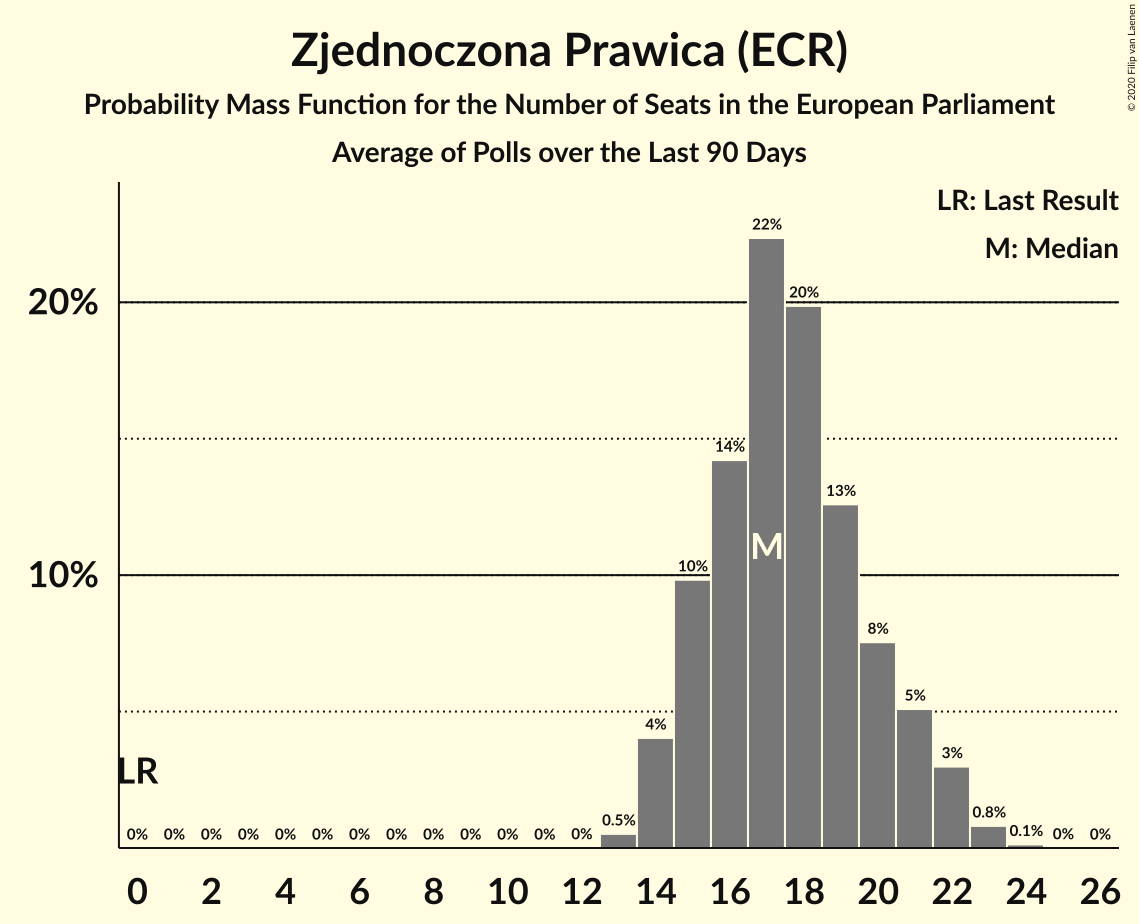 Zjednoczona Prawica (ECR)
Probability Mass Function for the Number of Seats in the European Parliament
Average of Polls over the Last 90 Days
© 2020 Filip van Laenen
LR: Last Result
M: Median
20%
10%
22%
20%
14%
13%
10%
8%
5%
4%
3%
0.8%
0.5%
0.1%
M
LR
0% 0% 0% 0% 0% 0% 0% 0% 0% 0% 0% 0% 0% 0% 0%
0 2 4 6 8 10 12 14 16 18 20 22 24 26